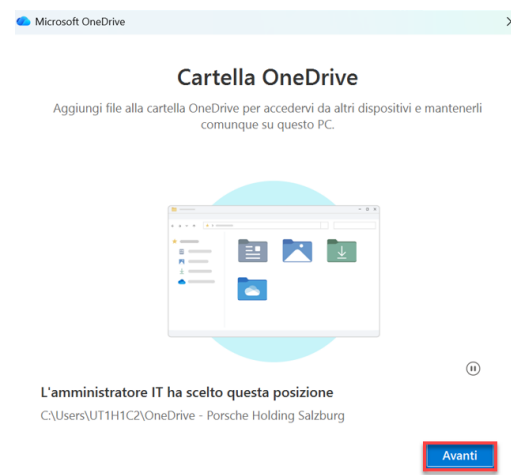 Microsoft OneDrive
Cartella OneDrive
Aggiungi file alla cartella OneDrive per accedervi da altri dispositivi e mantenerli
comunque su questo PC.
L'amministratore IT ha scelto questa posizione
C:\Users\UT1H1C2\OneDrive - Porsche Holding Salzburg
Avanti